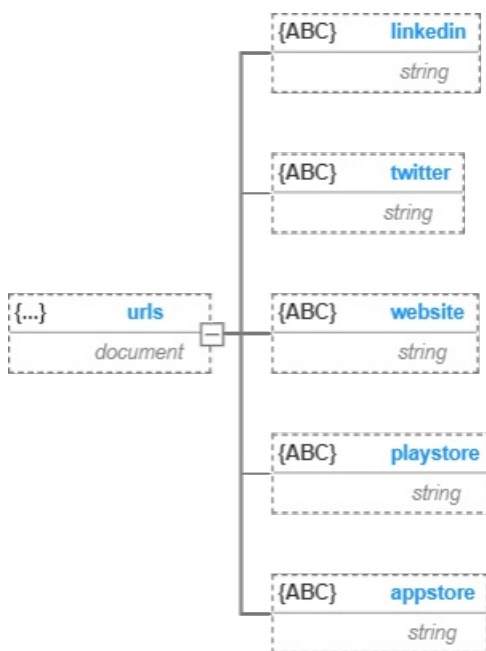 {ABC} linkedin
string
{ABC} twitter
string
{...} urls
document
{ABC} website
string
{ABC} playstore
string
{ABC} appstore
string